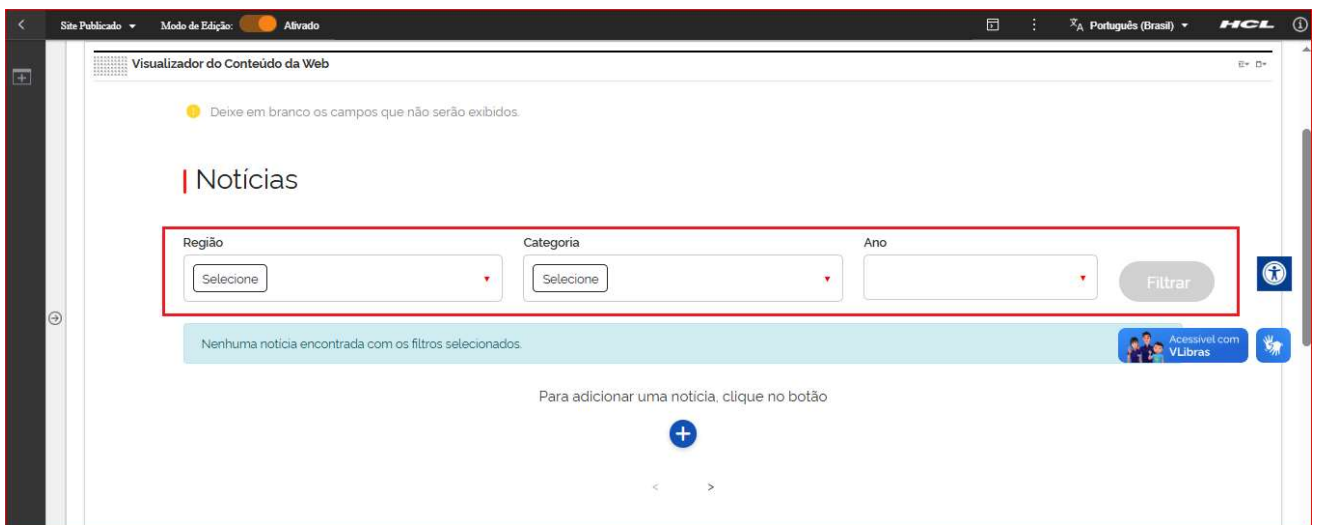 Site Publicado Modo de Edição: Ativado Português (Brasil) HCL
Visualizador do Conteúdo da Web
Deixe em branco os campos que não serão exibidos.
Notícias
Região Categoria Ano
Selecione Selecione Filtrar
Nenhuma notícia encontrada com os filtros selecionados.
Acessível com
VLibras
Para adicionar uma notícia, clique no botão
< >